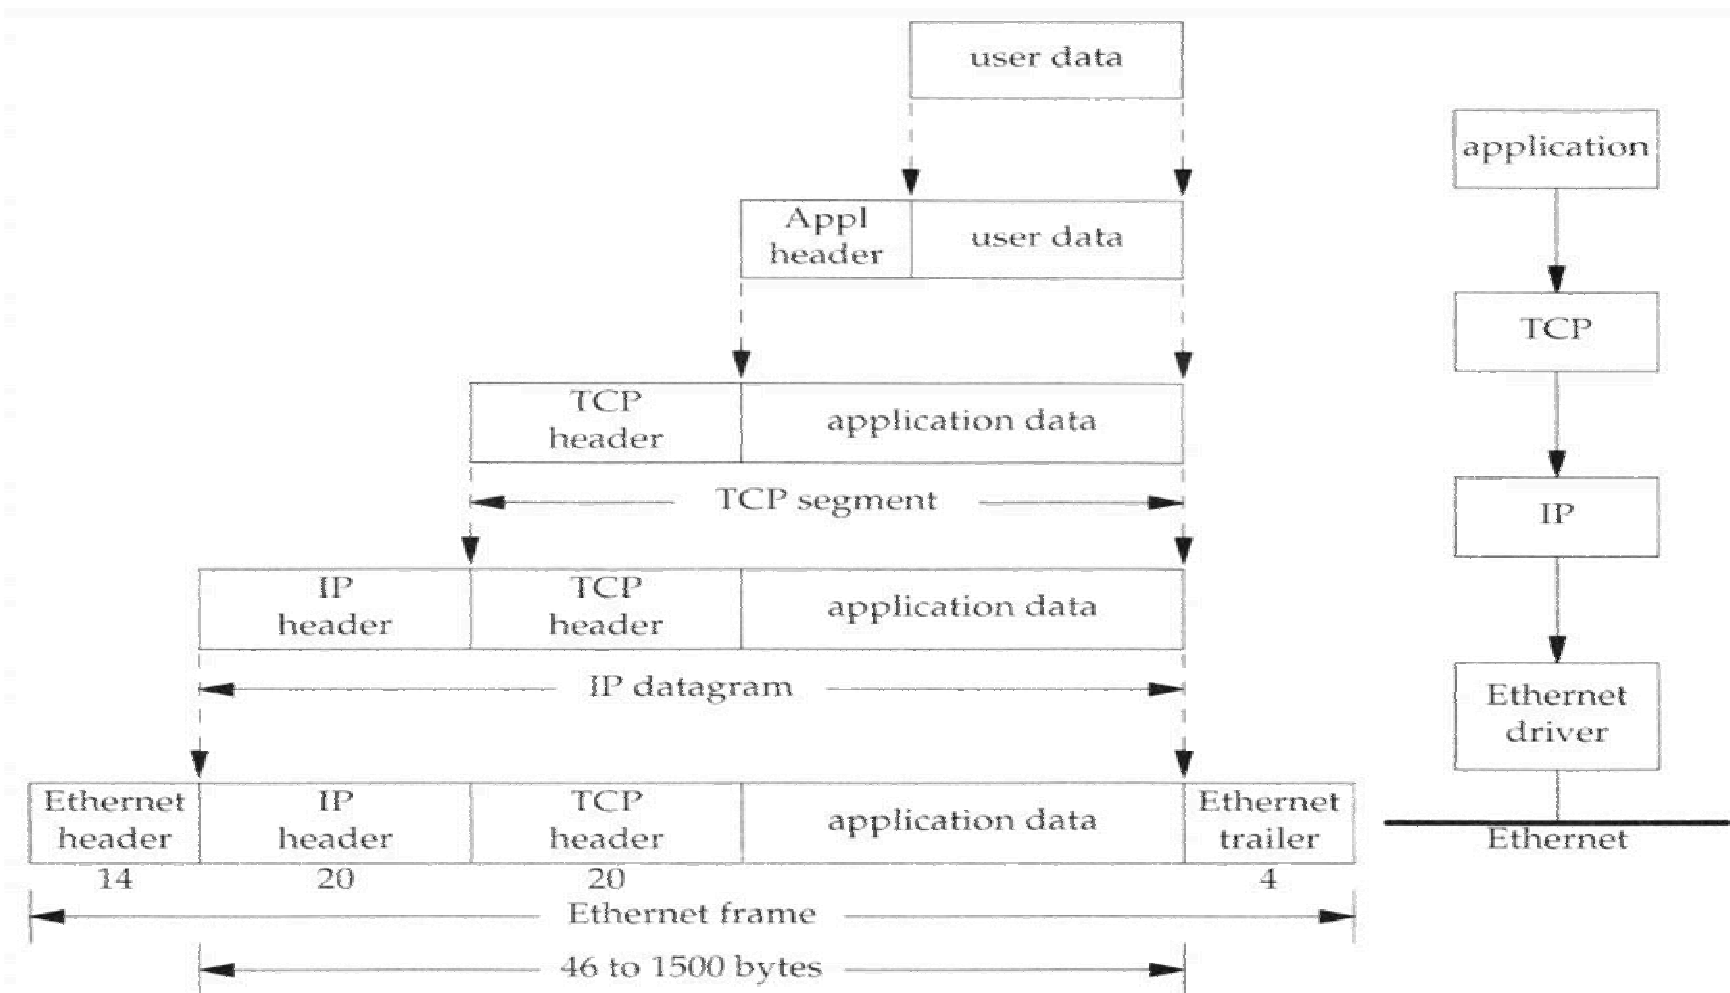 user data
application
Appl
header
user data
TCP
TCP
header
application data
TCP segment
IP
IP
header
TCP
header
application data
IP datagram
Ethernet
driver
Ethernet
header
IP
header
TCP
header
application data
Ethernet
trailer
Ethernet
14
20
20
4
Ethernet frame
46 to 1500 bytes